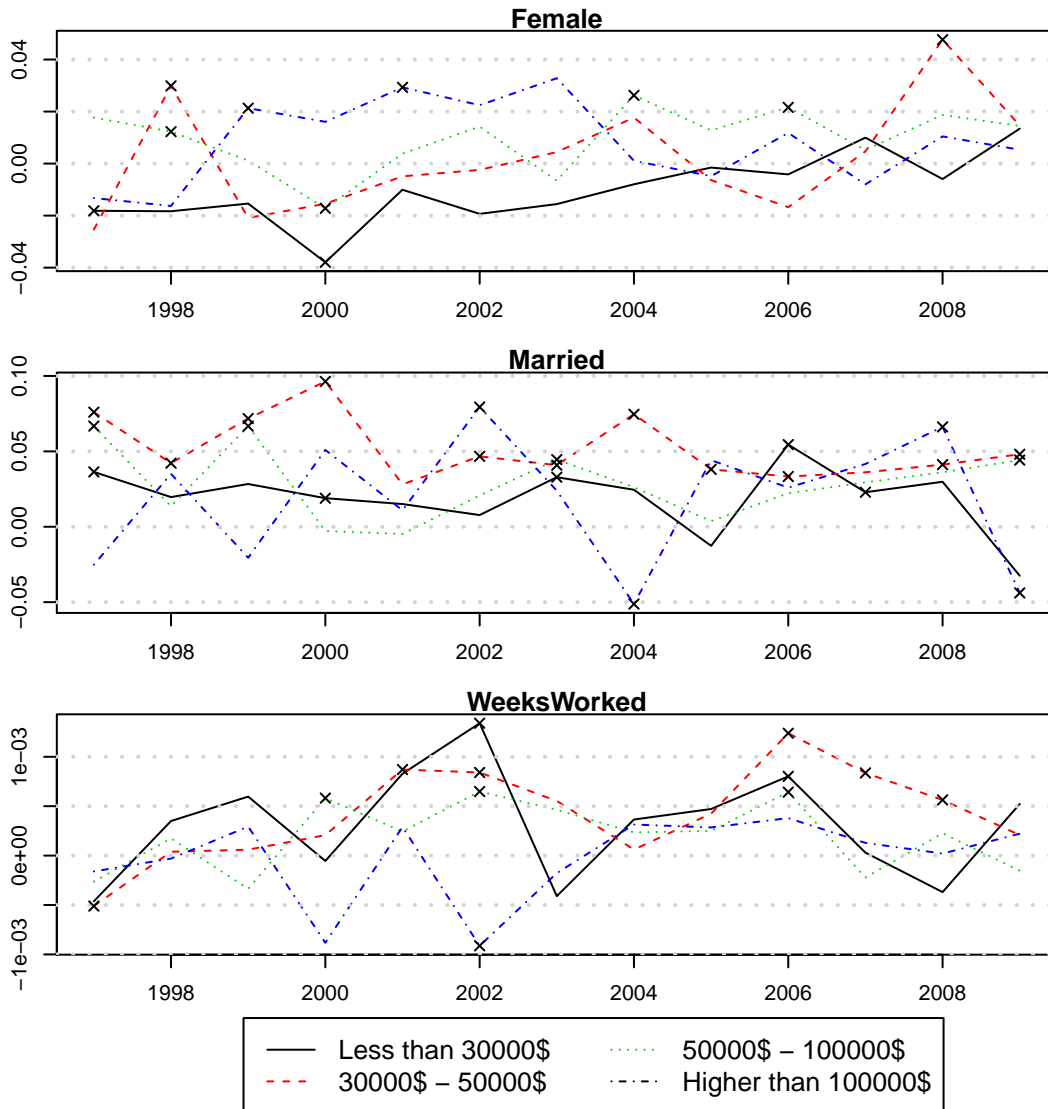 Female
0.04
0.00
−0.04
1998 2000 2002 2004 2006 2008
Married
0.10
0.05
0.00
−0.05
1998 2000 2002 2004 2006 2008
WeeksWorked
1e−03
0e+00
−1e−03
1998 2000 2002 2004 2006 2008
Less than 30000$
30000$ − 50000$
50000$ − 100000$
Higher than 100000$